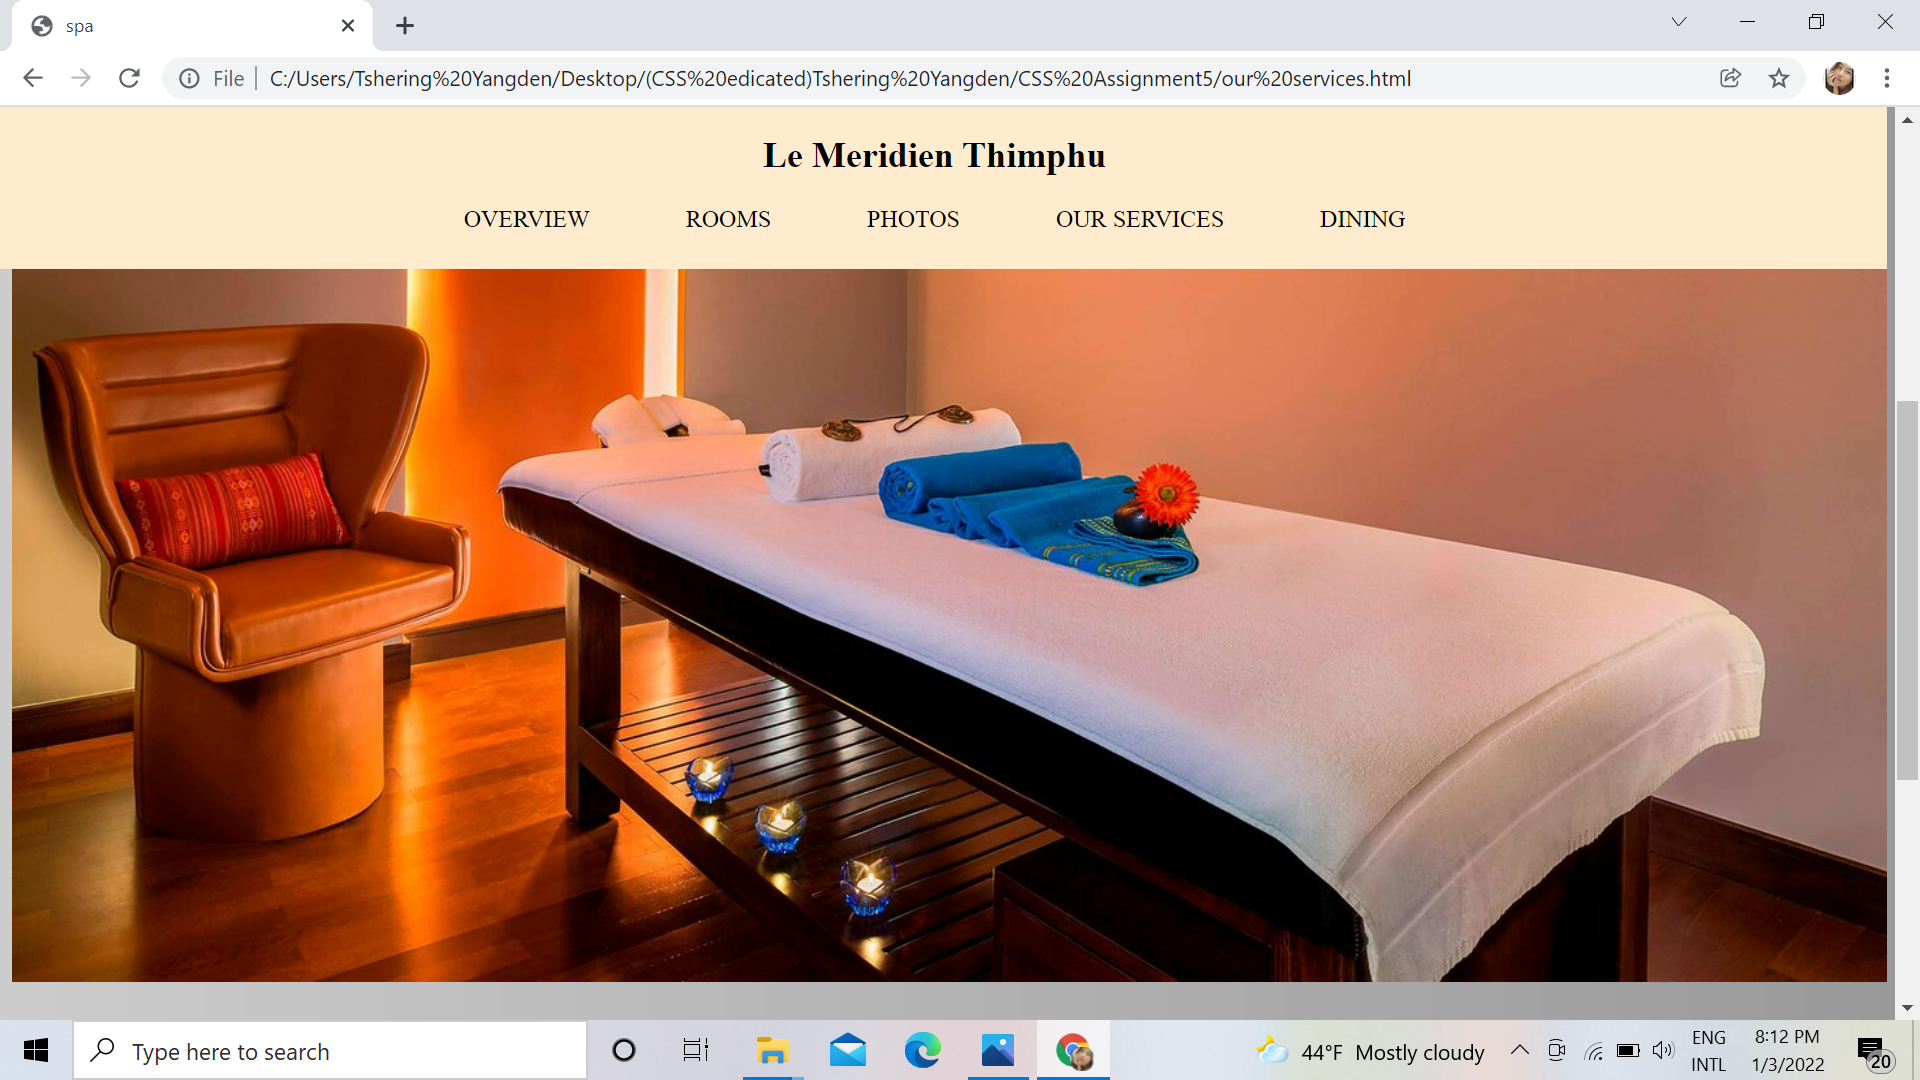 spa
File
C:/Users/Tshering%20Yangden/Desktop/(CSS%20edicated)Tshering%20Yangden/CSS%20Assignment5/our%20services.html
Le Meridien Thimphu
OVERVIEW ROOMS PHOTOS OUR SERVICES DINING
Type here to search
44°F Mostly cloudy
ENG
INTL
8:12 PM
1/3/2022
20